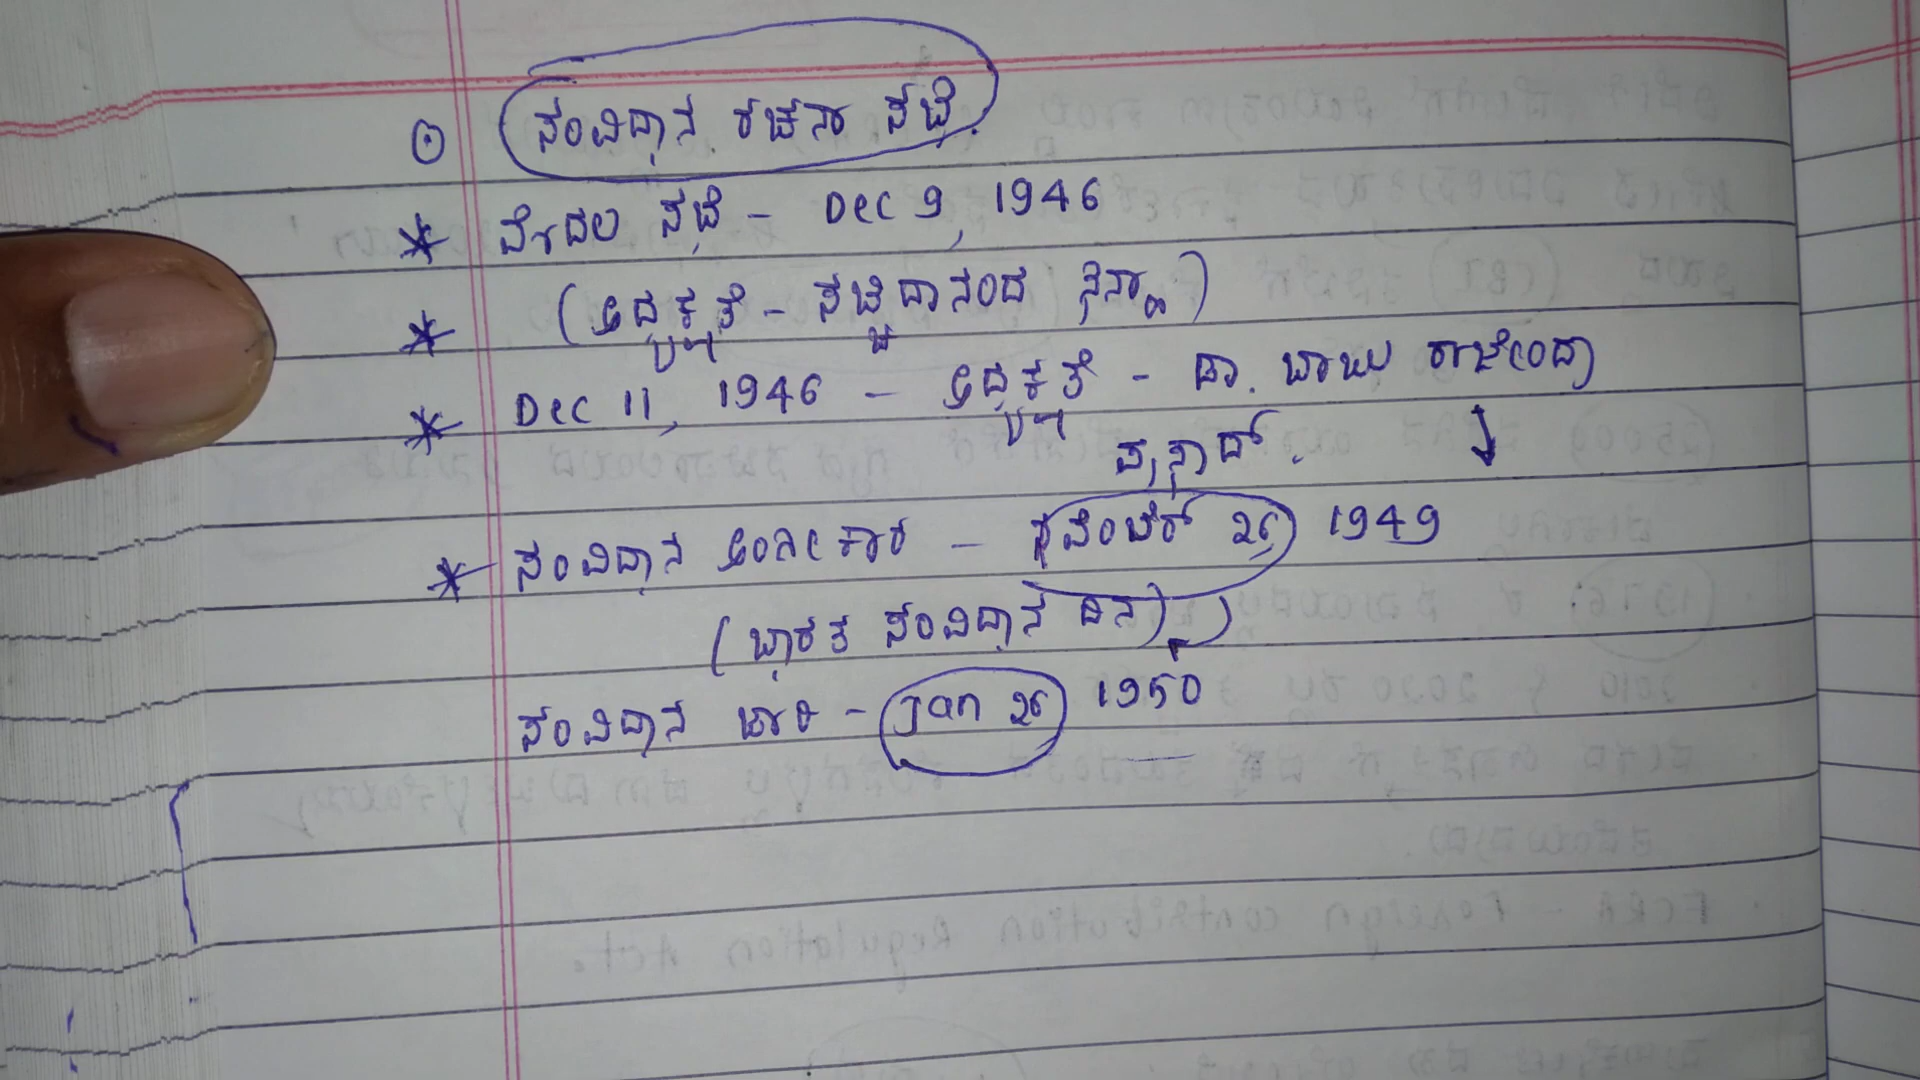 ಸಂವಿಧಾನ ರಚನಾ ಸಭೆ
* ಮೊದಲ ಸಭೆ - Dec 9, 1946
* (ಅಧ್ಯಕ್ಷತೆ - ಸಚ್ಚಿದಾನಂದ ಸಿನ್ಹಾ)
* Dec 11, 1946 - ಅಧ್ಯಕ್ಷತೆ - ಡಾ. ಬಾಬು ರಾಜೇಂದ್ರ
ಪ್ರಸಾದ್.
* ಸಂವಿಧಾನ ಅಂಗೀಕಾರ - ನವೆಂಬರ್ 26, 1949
(ಭಾರತ ಸಂವಿಧಾನ ದಿನ)
ಸಂವಿಧಾನ ಜಾರಿ - Jan 26 1950